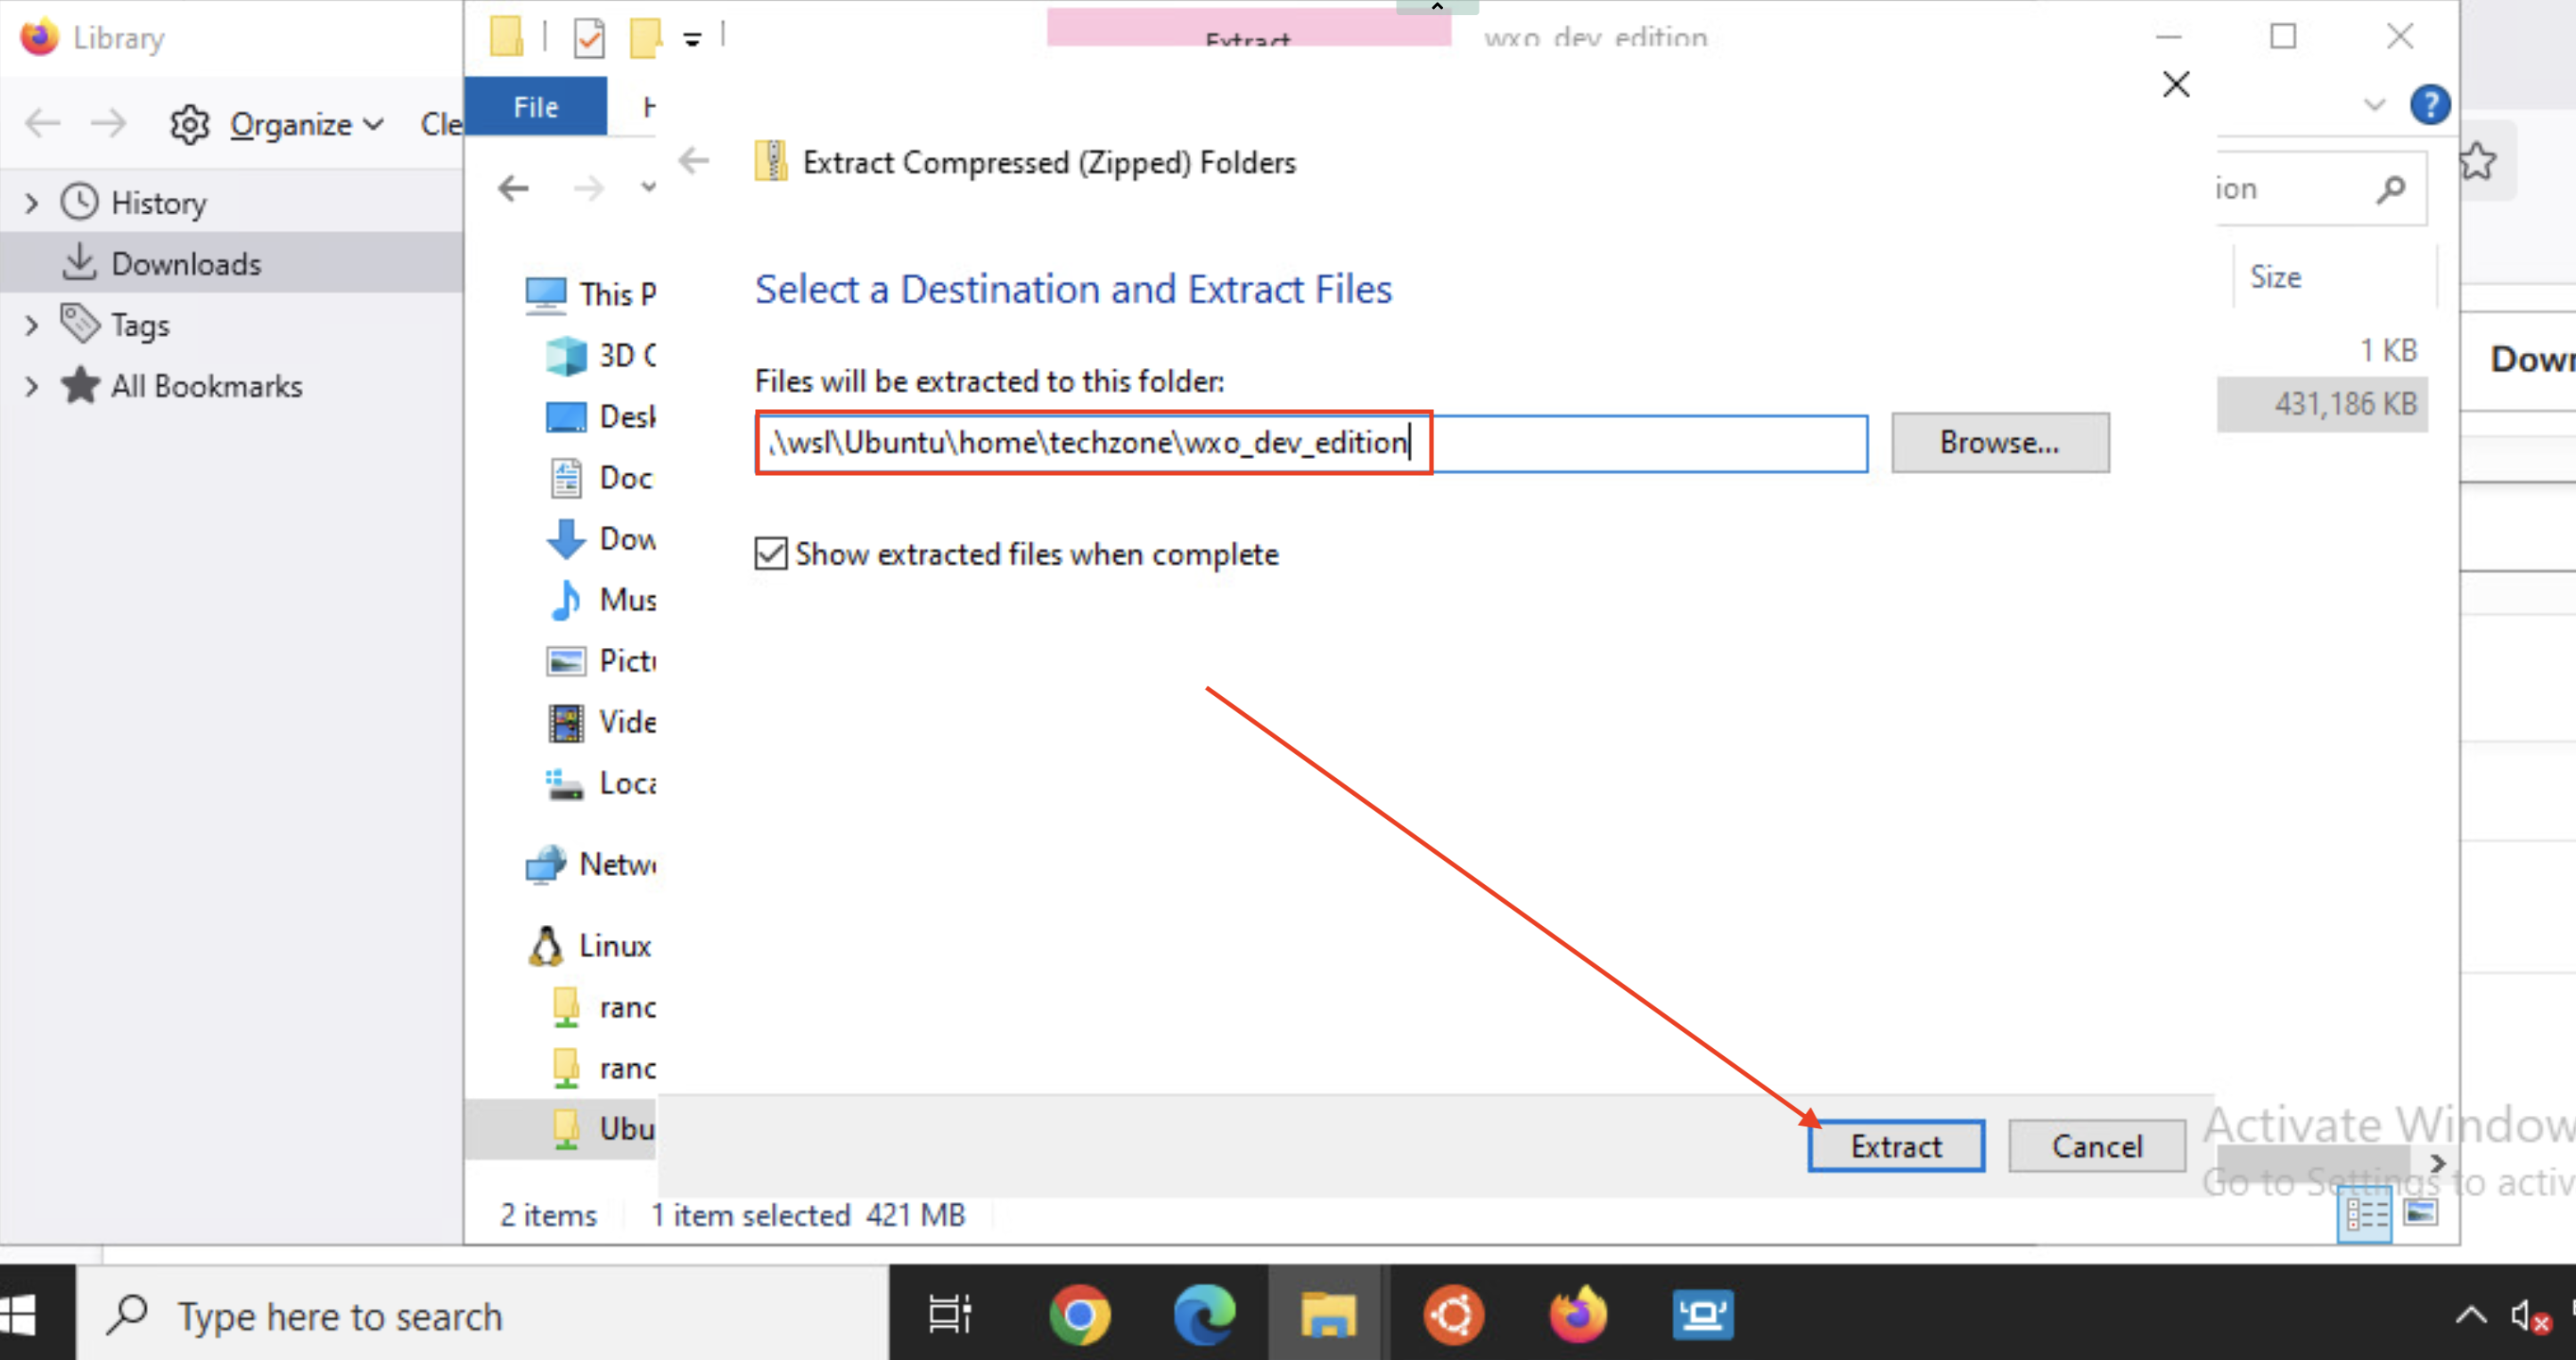 Library
Extract
wxo_dev_edition
Organize
Cle
File
History
Downloads
Tags
All Bookmarks
Extract Compressed (Zipped) Folders
ion
Select a Destination and Extract Files
Size
Files will be extracted to this folder:
1 KB
431,186 KB
Down
\\wsl\Ubuntu\home\techzone\wxo_dev_edition
Browse...
Show extracted files when complete
This P
3D O
Desk
Doc
Dow
Mus
Pict
Vide
Loca
Netw
Linux
ranc
ranc
Ubu
Extract
Cancel
Activate Window
Go to Settings to activ
2 items
1 item selected 421 MB
Type here to search